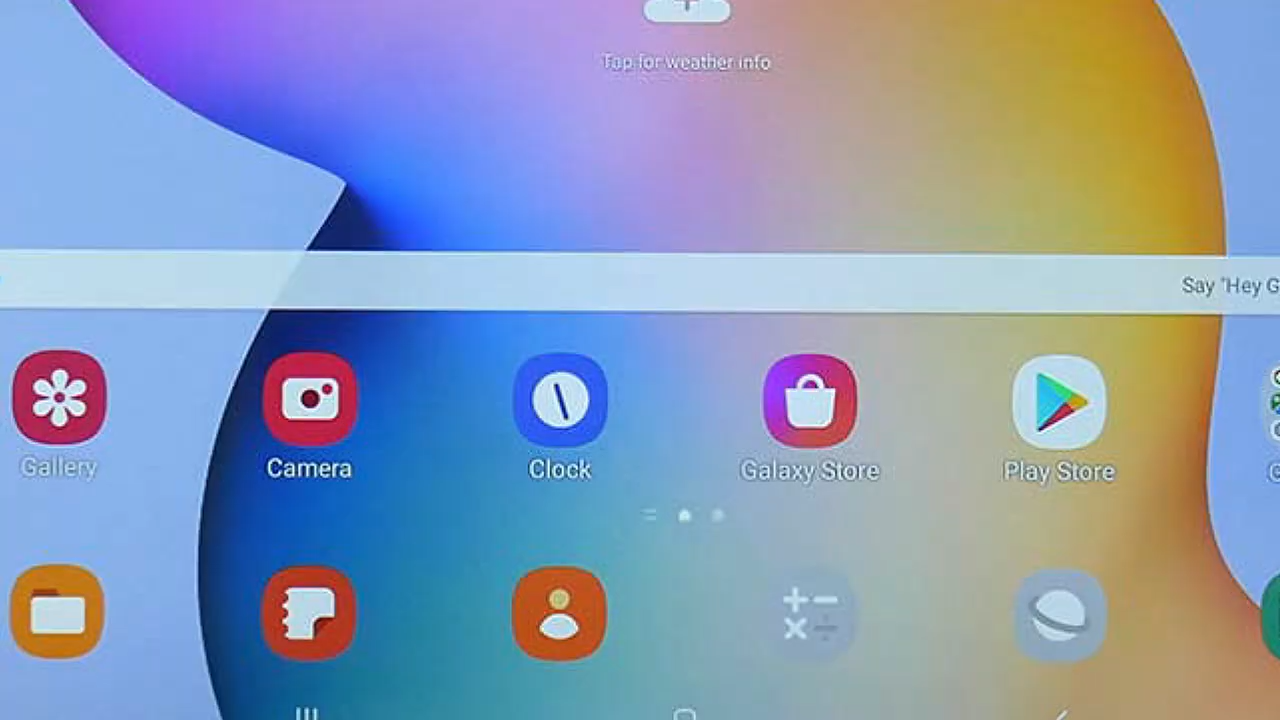 Tap for weather info
Say "Hey G
Gallery
Camera
Clock
Galaxy Store
Play Store
G